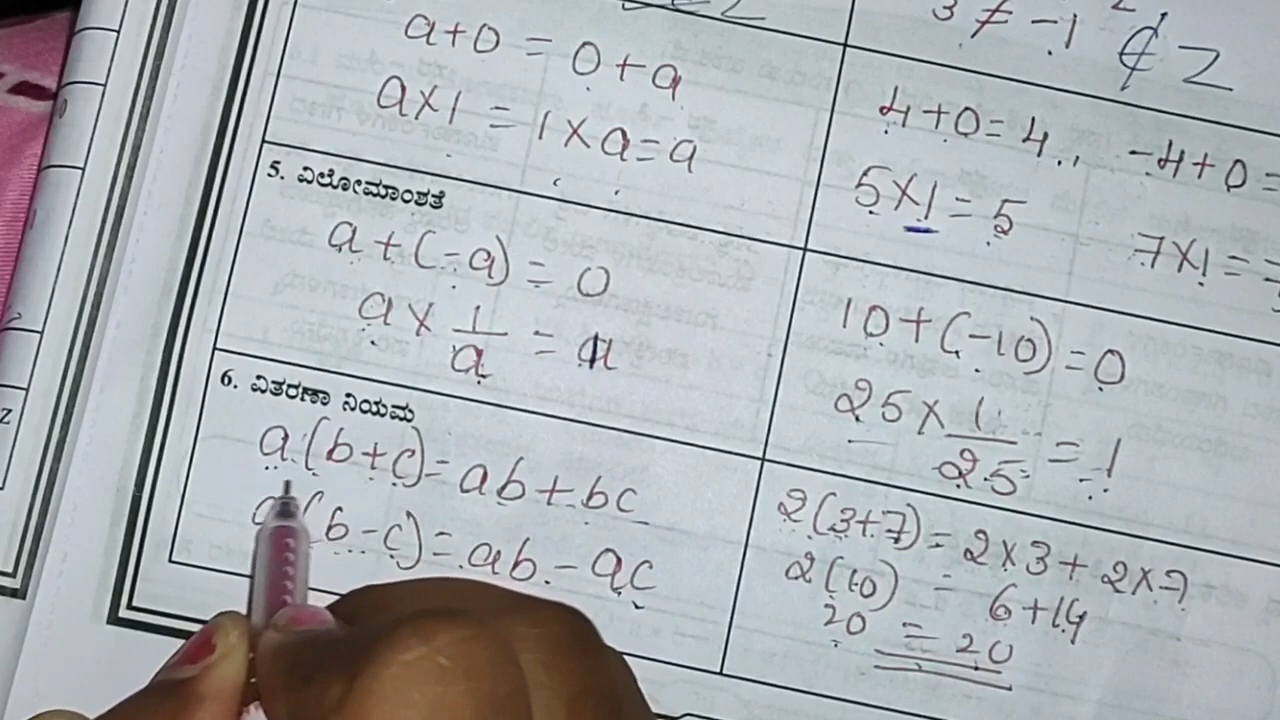 3 ≠ -1 ∉ Z
a+0 = 0+a
a×1 = 1×a=a
4+0=4,, -4+0=
5×1=5 7×1=
5. ವಿಲೋಮಾಂಶತೆ
a+(-a)=0
a×1/a = 1
10+(-10)=0
25×1/25=1
6. ವಿತರಣಾ ನಿಯಮ
a(b+c)=ab+bc
a(b-c)=ab-ac
2(3+7)=2×3+2×7
2(10) = 6+14
20 = 20
Z